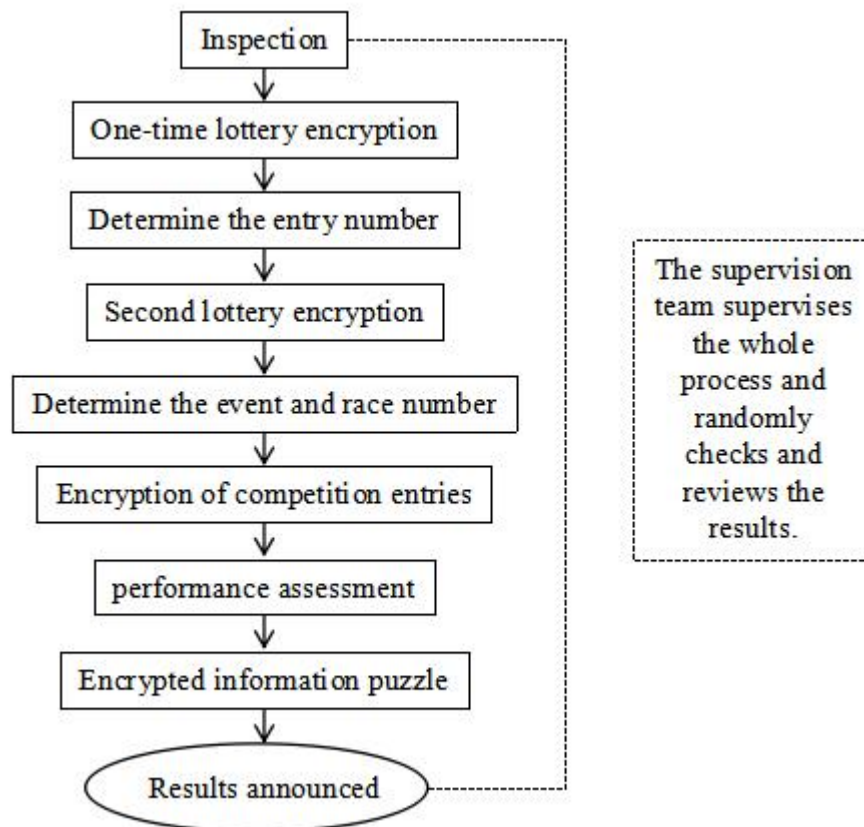 Inspection
One-time lottery encryption
Determine the entry number
Second lottery encryption
Determine the event and race number
Encryption of competition entries
performance assessment
Encrypted information puzzle
Results announced
The supervision
team supervises
the whole
process and
randomly
checks and
reviews the
results.